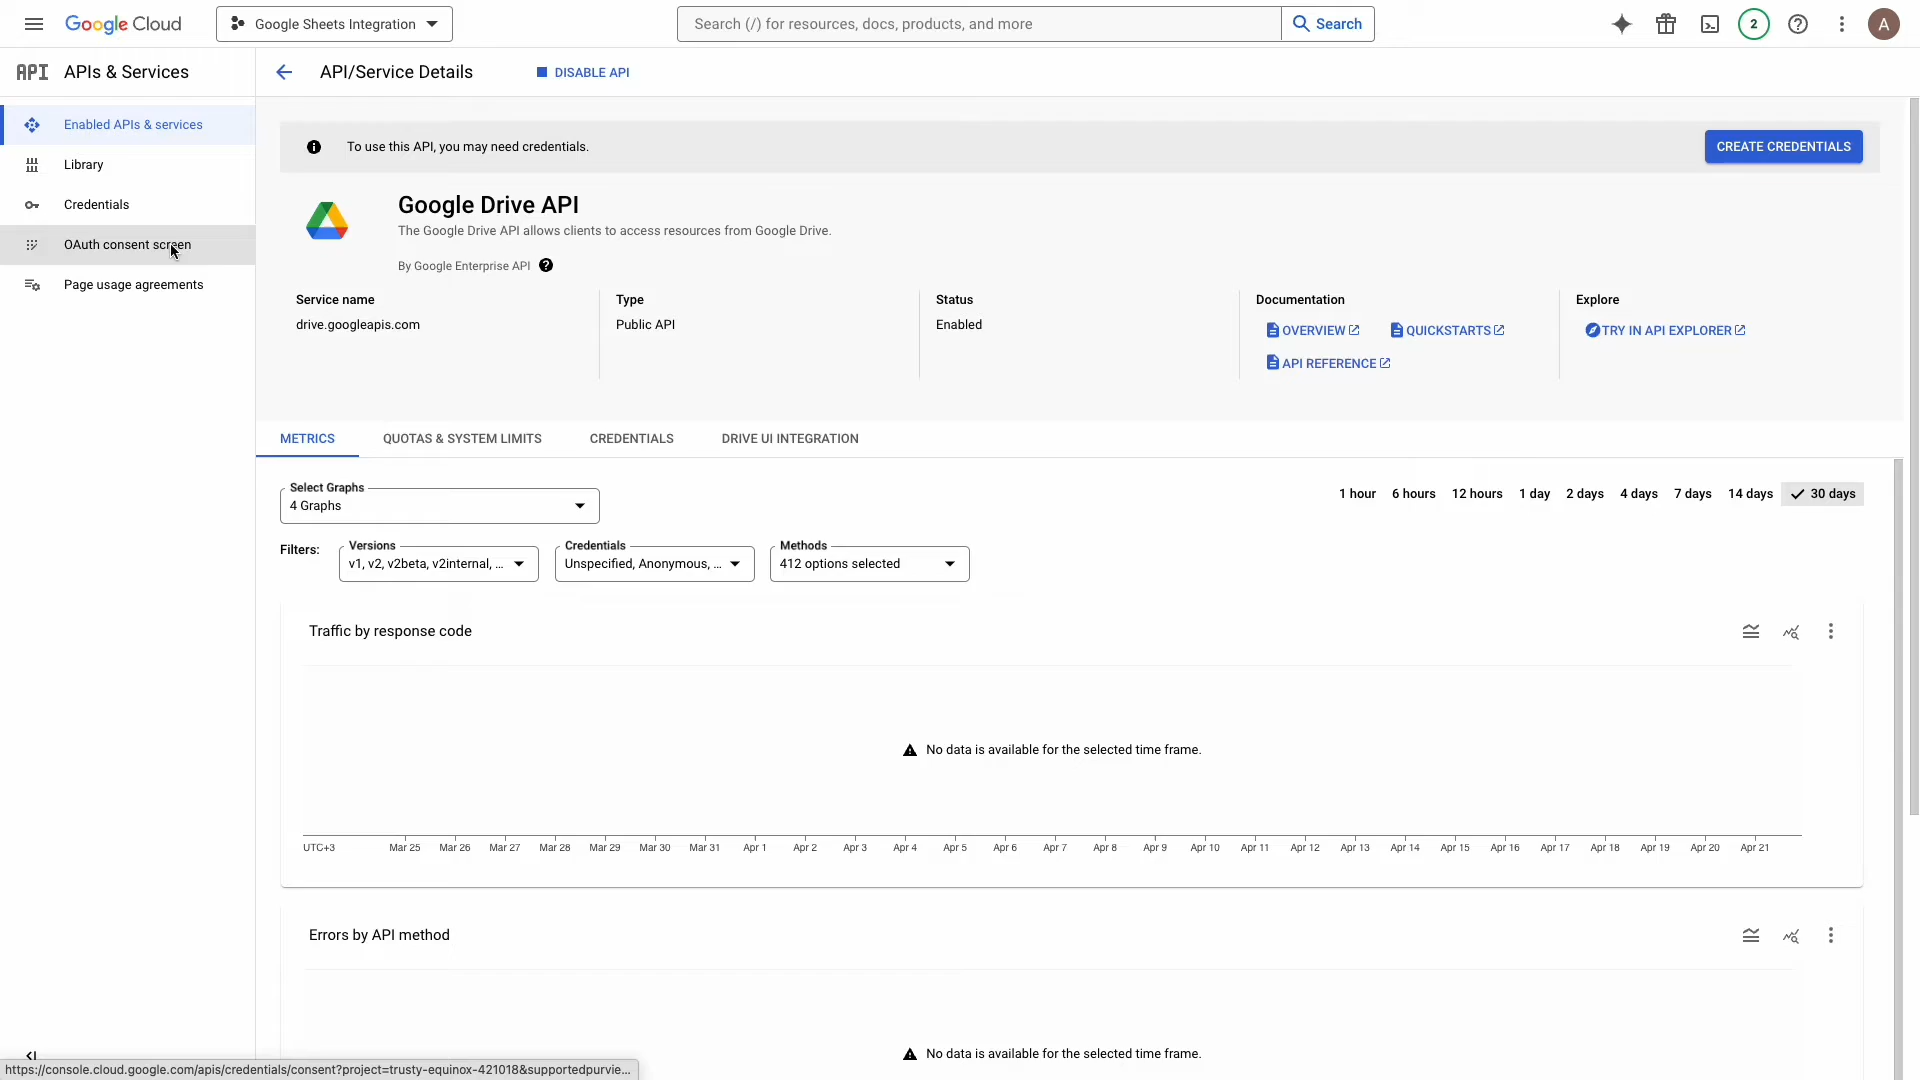 Google Cloud
Google Sheets Integration
Search (/) for resources, docs, products, and more
Search
2
A
API
APIs & Services
API/Service Details
DISABLE API
Enabled APIs & services
Library
Credentials
OAuth consent screen
Page usage agreements
To use this API, you may need credentials.
CREATE CREDENTIALS
Google Drive API
The Google Drive API allows clients to access resources from Google Drive.
By Google Enterprise API
Service name
drive.googleapis.com
Type
Public API
Status
Enabled
Documentation
OVERVIEW
QUICKSTARTS
API REFERENCE
Explore
TRY IN API EXPLORER
METRICS
QUOTAS & SYSTEM LIMITS
CREDENTIALS
DRIVE UI INTEGRATION
Select Graphs
4 Graphs
1 hour
6 hours
12 hours
1 day
2 days
4 days
7 days
14 days
30 days
Filters:
Versions
v1, v2, v2beta, v2internal, ...
Credentials
Unspecified, Anonymous, ...
Methods
412 options selected
Traffic by response code
No data is available for the selected time frame.
UTC+3 Mar 25 Mar 26 Mar 27 Mar 28 Mar 29 Mar 30 Mar 31 Apr 1 Apr 2 Apr 3 Apr 4 Apr 5 Apr 6 Apr 7 Apr 8 Apr 9 Apr 10 Apr 11 Apr 12 Apr 13 Apr 14 Apr 15 Apr 16 Apr 17 Apr 18 Apr 19 Apr 20 Apr 21
Errors by API method
No data is available for the selected time frame.
https://console.cloud.google.com/apis/credentials/consent?project=trusty-equinox-421018&supportedpurvie...